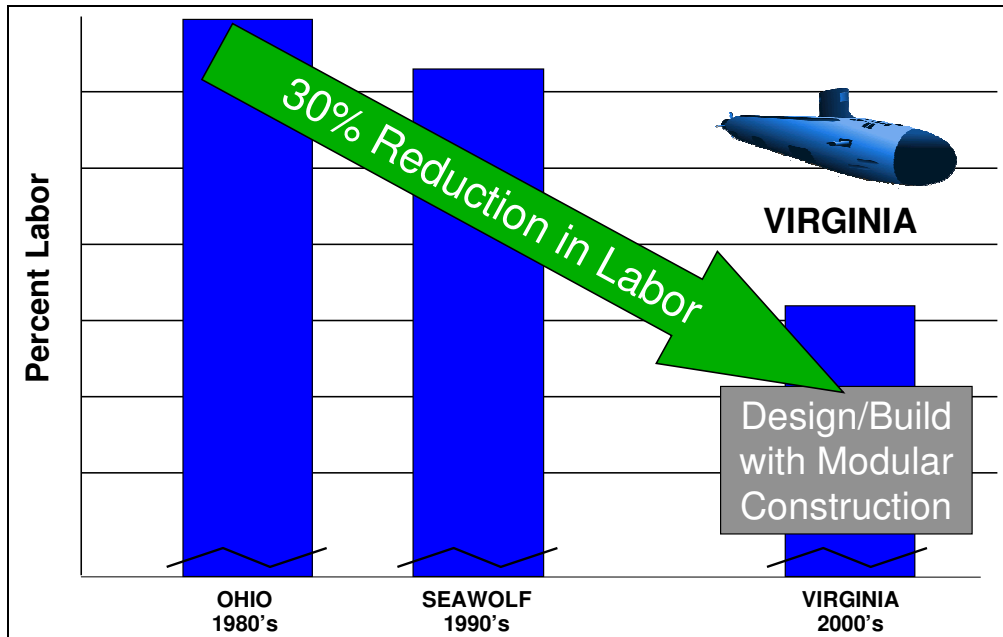 Percent Labor
30% Reduction in Labor
VIRGINIA
Design/Build
with Modular
Construction
OHIO
1980's
SEAWOLF
1990's
VIRGINIA
2000's